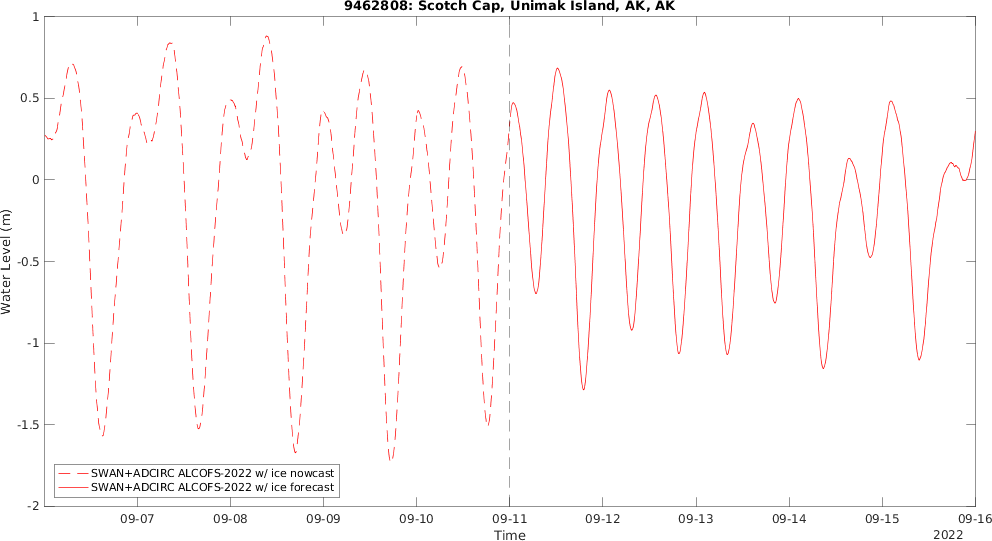 9462808: Scotch Cap, Unimak Island, AK, AK
Water Level (m)
1
0.5
0
-0.5
-1
-1.5
-2
SWAN+ADCIRC ALCOFS-2022 w/ ice nowcast
SWAN+ADCIRC ALCOFS-2022 w/ ice forecast
09-07 09-08 09-09 09-10 09-11 09-12 09-13 09-14 09-15 09-16
Time
2022